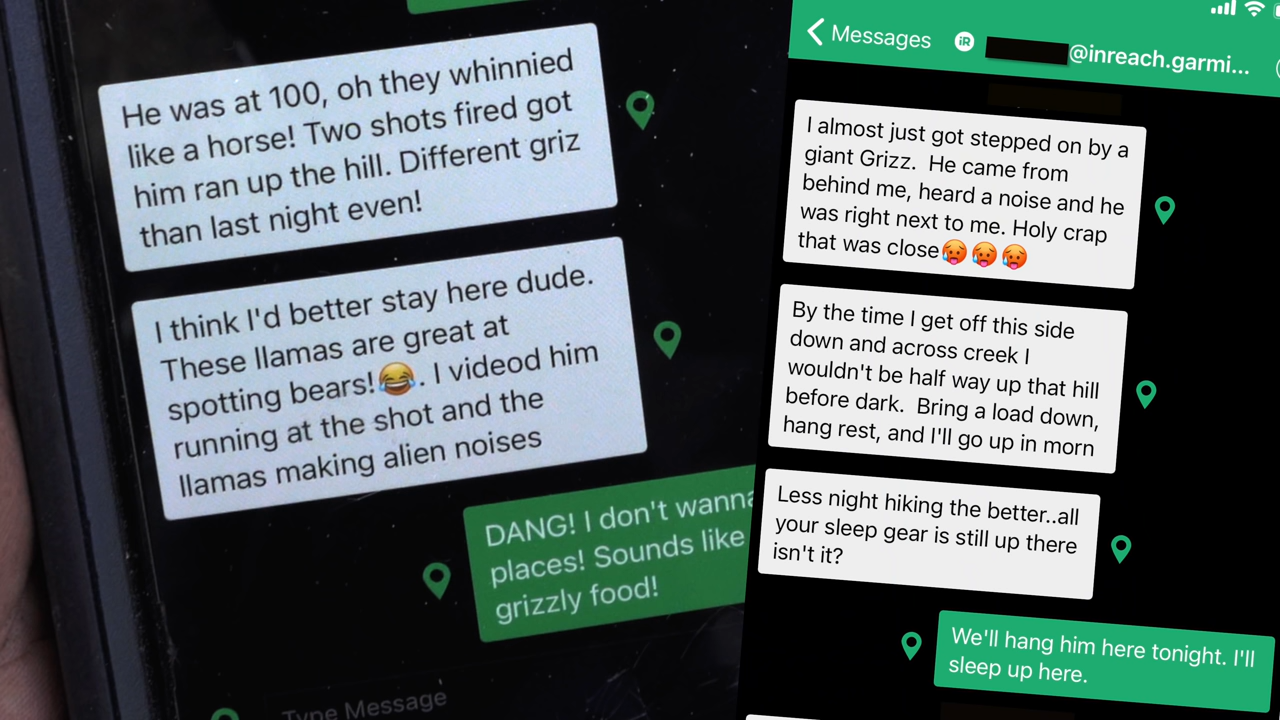 He was at 100, oh they whinnied
like a horse! Two shots fired got
him ran up the hill. Different griz
than last night even!
I think I'd better stay here dude.
These llamas are great at
spotting bears!😂. I videod him
running at the shot and the
llamas making alien noises
DANG! I don't wanna
places! Sounds like
grizzly food!
Type Message
Messages
iR
@inreach.garmi...
I almost just got stepped on by a
giant Grizz. He came from
behind me, heard a noise and he
was right next to me. Holy crap
that was close🥵🥵🥵
By the time I get off this side
down and across creek I
wouldn't be half way up that hill
before dark. Bring a load down,
hang rest, and I'll go up in morn
Less night hiking the better..all
your sleep gear is still up there
isn't it?
We'll hang him here tonight. I'll
sleep up here.